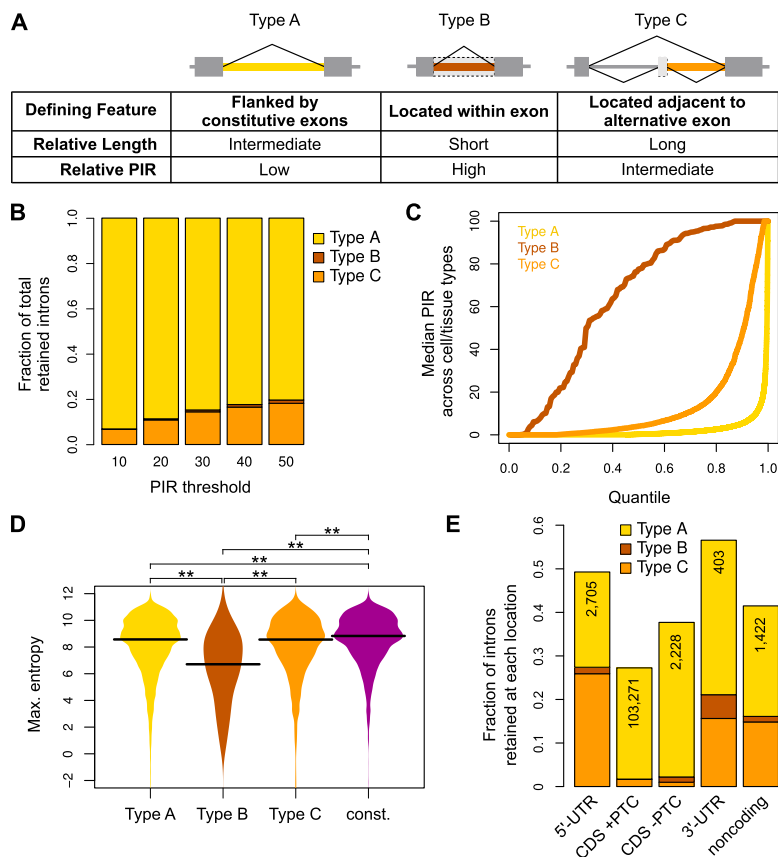 A
Type A Type B Type C
Defining Feature Flanked by constitutive exons Located within exon Located adjacent to alternative exon
Relative Length Intermediate Short Long
Relative PIR Low High Intermediate
B
Fraction of total
retained introns
0.0 0.2 0.4 0.6 0.8 1.0
10 20 30 40 50
PIR threshold
Type A
Type B
Type C
C
Median PIR
across cell/tissue types
0 20 40 60 80 100
Type A
Type B
Type C
0.0 0.2 0.4 0.6 0.8 1.0
Quantile
D
** ** ** ** **
Max. entropy
−2 0 2 4 6 8 10 12
Type A Type B Type C const.
E
Fraction of introns
retained at each location
0.0 0.1 0.2 0.3 0.4 0.5 0.6
Type A
Type B
Type C
2,705 103,271 2,228 403 1,422
5'-UTR CDS +PTC CDS -PTC 3'-UTR noncoding